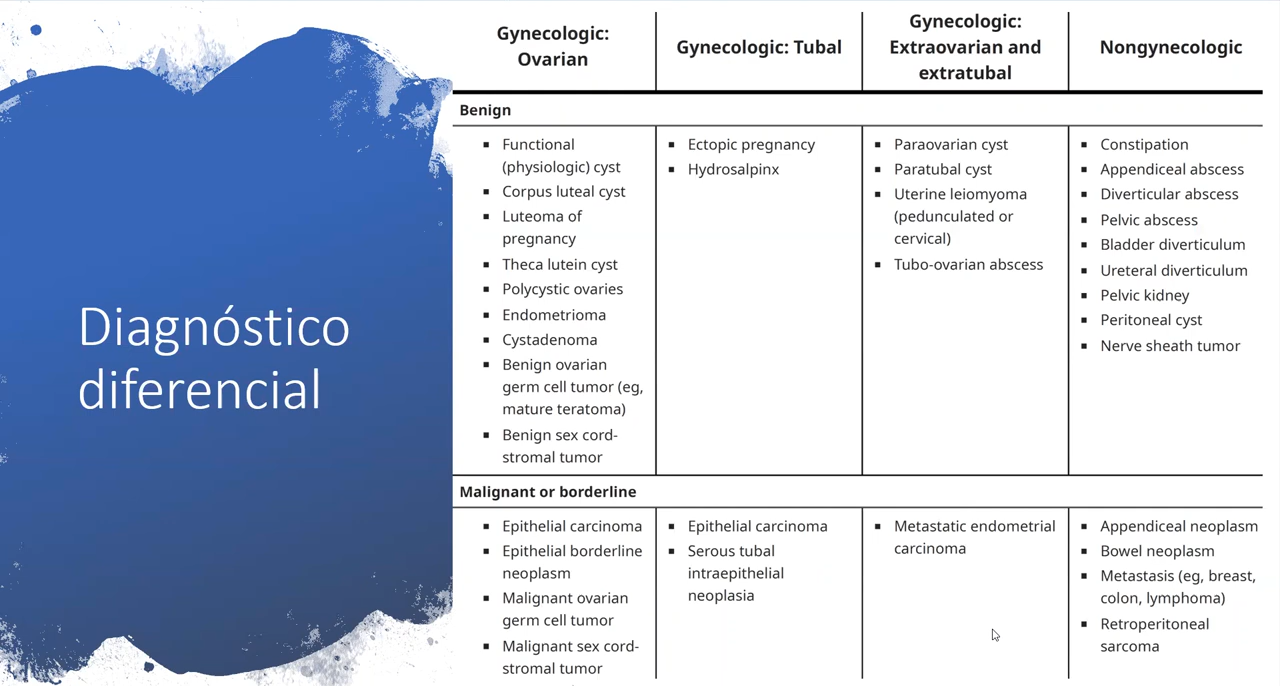 Diagnóstico
diferencial
Gynecologic:
Ovarian
Gynecologic: Tubal
Gynecologic:
Extraovarian and
extratubal
Nongynecologic
Benign
▪ Functional
(physiologic) cyst
▪ Corpus luteal cyst
▪ Luteoma of
pregnancy
▪ Theca lutein cyst
▪ Polycystic ovaries
▪ Endometrioma
▪ Cystadenoma
▪ Benign ovarian
germ cell tumor (eg,
mature teratoma)
▪ Benign sex cord-
stromal tumor
▪ Ectopic pregnancy
▪ Hydrosalpinx
▪ Paraovarian cyst
▪ Paratubal cyst
▪ Uterine leiomyoma
(pedunculated or
cervical)
▪ Tubo-ovarian abscess
▪ Constipation
▪ Appendiceal abscess
▪ Diverticular abscess
▪ Pelvic abscess
▪ Bladder diverticulum
▪ Ureteral diverticulum
▪ Pelvic kidney
▪ Peritoneal cyst
▪ Nerve sheath tumor
Malignant or borderline
▪ Epithelial carcinoma
▪ Epithelial borderline
neoplasm
▪ Malignant ovarian
germ cell tumor
▪ Malignant sex cord-
stromal tumor
▪ Epithelial carcinoma
▪ Serous tubal
intraepithelial
neoplasia
▪ Metastatic endometrial
carcinoma
▪ Appendiceal neoplasm
▪ Bowel neoplasm
▪ Metastasis (eg, breast,
colon, lymphoma)
▪ Retroperitoneal
sarcoma